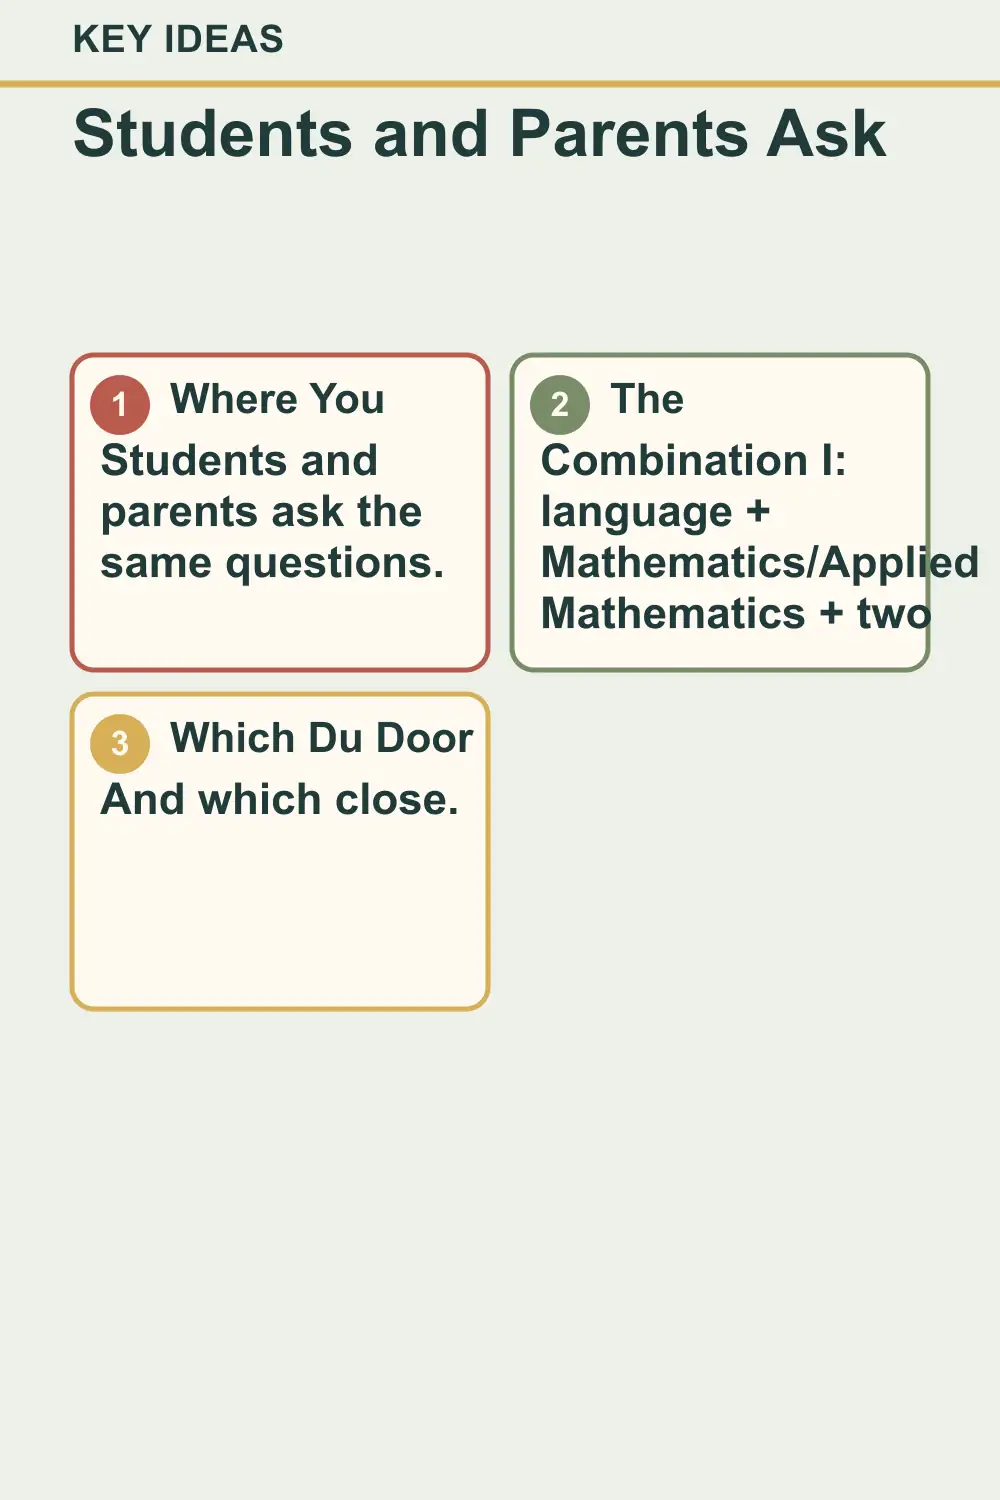 KEY IDEAS
Students and Parents Ask
1 Where You
Students and
parents ask the
same questions.
2 The
Combination I:
language +
Mathematics/Applied
Mathematics + two
3 Which Du Door
And which close.